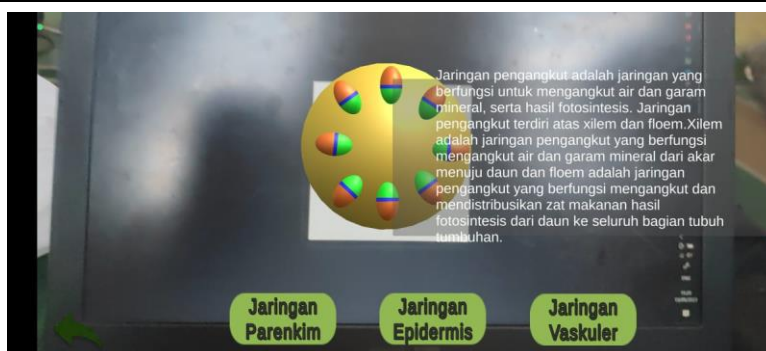 Jaringan pengangkut adalah jaringan yang
berfungsi untuk mengangkut air dan garam
mineral, serta hasil fotosintesis. Jaringan
pengangkut terdiri atas xilem dan floem.Xilem
adalah jaringan pengangkut yang berfungsi
mengangkut air dan garam mineral dari akar
menuju daun dan floem adalah jaringan
pengangkut yang berfungsi mengangkut dan
mendistribusikan zat makanan hasil
fotosintesis dari daun ke seluruh bagian tubuh
tumbuhan.
Jaringan
Parenkim
Jaringan
Epidermis
Jaringan
Vaskuler